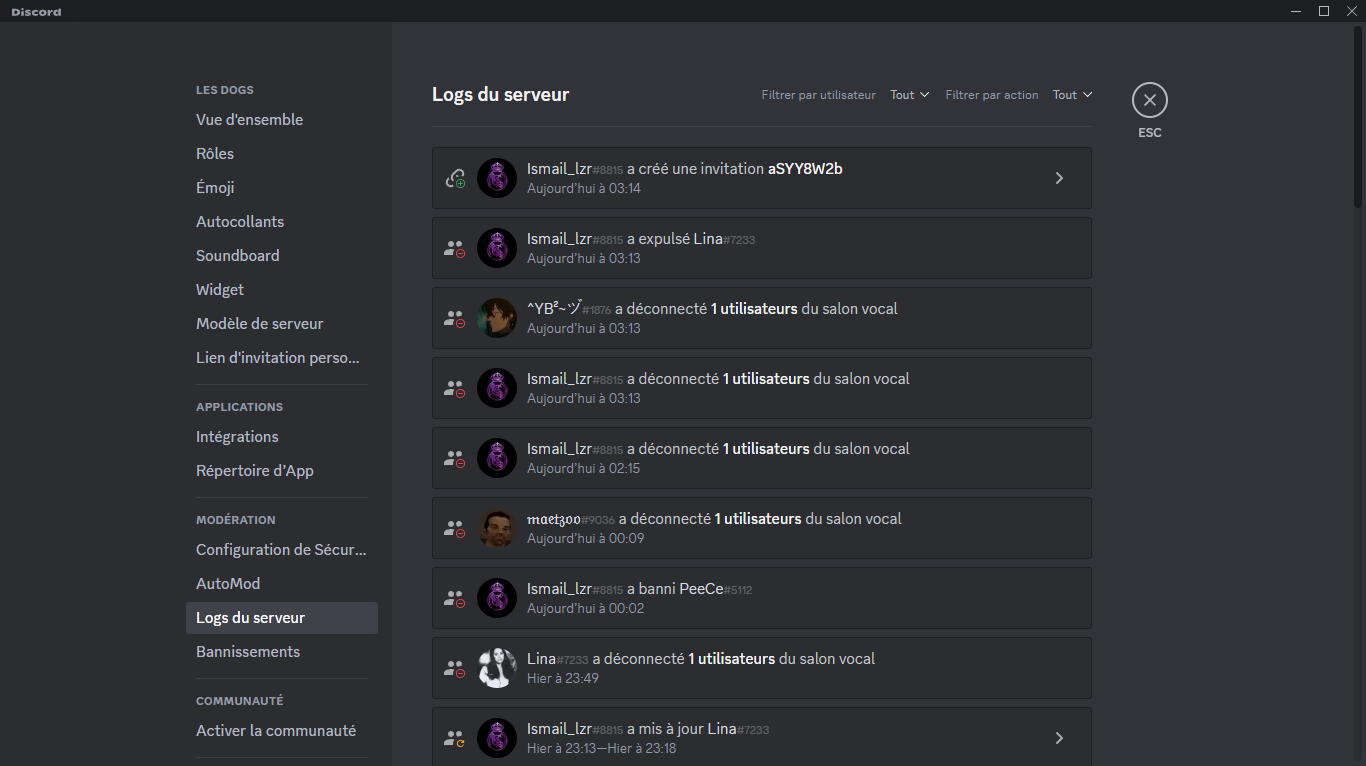 Discord
LES DOGS
Vue d'ensemble
Rôles
Émoji
Autocollants
Soundboard
Widget
Modèle de serveur
Lien d'invitation perso...
APPLICATIONS
Intégrations
Répertoire d’App
MODÉRATION
Configuration de Sécur...
AutoMod
Logs du serveur
Bannissements
COMMUNAUTÉ
Activer la communauté
Logs du serveur
Filtrer par utilisateur Tout Filtrer par action Tout
ESC
Ismail_lzr#8815 a créé une invitation aSYY8W2b
Aujourd’hui à 03:14
Ismail_lzr#8815 a expulsé Lina#7233
Aujourd’hui à 03:13
^YB²~ヅ#1876 a déconnecté 1 utilisateurs du salon vocal
Aujourd’hui à 03:13
Ismail_lzr#8815 a déconnecté 1 utilisateurs du salon vocal
Aujourd’hui à 03:13
Ismail_lzr#8815 a déconnecté 1 utilisateurs du salon vocal
Aujourd’hui à 02:15
𝖒𝖆𝖊𝖙𝖟𝖔𝖔#9036 a déconnecté 1 utilisateurs du salon vocal
Aujourd’hui à 00:09
Ismail_lzr#8815 a banni PeeCe#5112
Aujourd’hui à 00:02
Lina#7233 a déconnecté 1 utilisateurs du salon vocal
Hier à 23:49
Ismail_lzr#8815 a mis à jour Lina#7233
Hier à 23:13—Hier à 23:18